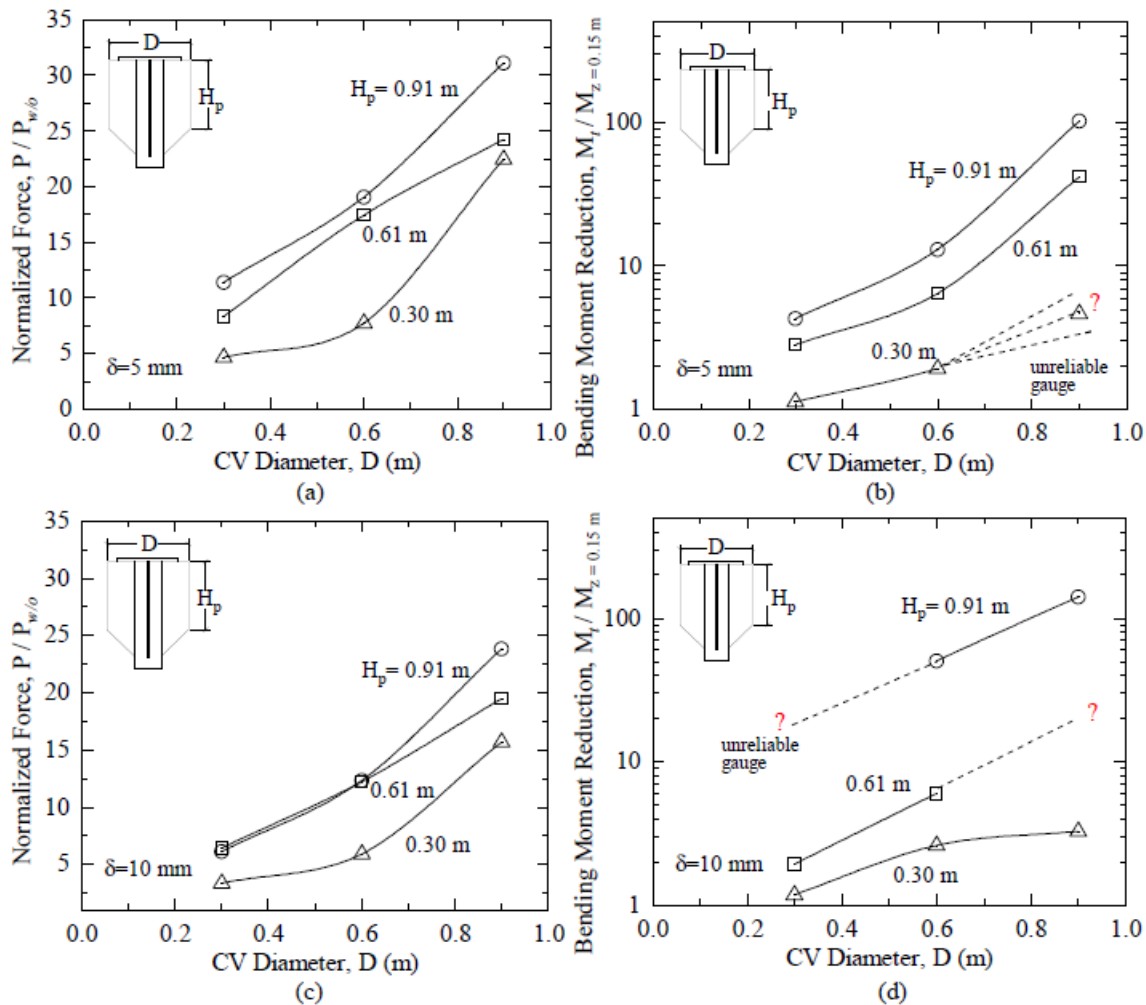 Normalized Force, P / P_w/o
35
30
25
20
15
10
5
0
D
H_p
H_p= 0.91 m
0.61 m
0.30 m
δ=5 mm
0.0 0.2 0.4 0.6 0.8 1.0
CV Diameter, D (m)
(a)
Bending Moment Reduction, M_t / M_z = 0.15 m
100
10
1
D
H_p
H_p= 0.91 m
0.61 m
?
0.30 m
δ=5 mm
unreliable
gauge
0.0 0.2 0.4 0.6 0.8 1.0
CV Diameter, D (m)
(b)
Normalized Force, P / P_w/o
35
30
25
20
15
10
5
D
H_p
H_p= 0.91 m
0.61 m
0.30 m
δ=10 mm
0.0 0.2 0.4 0.6 0.8 1.0
CV Diameter, D (m)
(c)
Bending Moment Reduction, M_t / M_z = 0.15 m
100
10
1
D
H_p
H_p= 0.91 m
?
?
unreliable
gauge
0.61 m
δ=10 mm
0.30 m
0.0 0.2 0.4 0.6 0.8 1.0
CV Diameter, D (m)
(d)